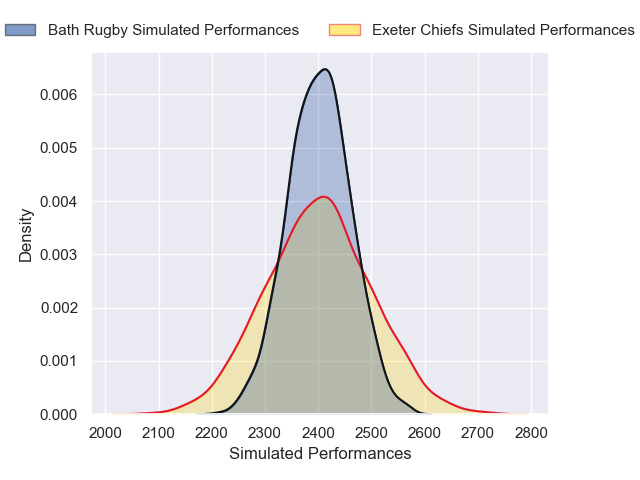 Bath Rugby Simulated Performances Exeter Chiefs Simulated Performances
0.006
0.005
0.004
0.003
0.002
0.001
0.000
Density
2000 2100 2200 2300 2400 2500 2600 2700 2800
Simulated Performances